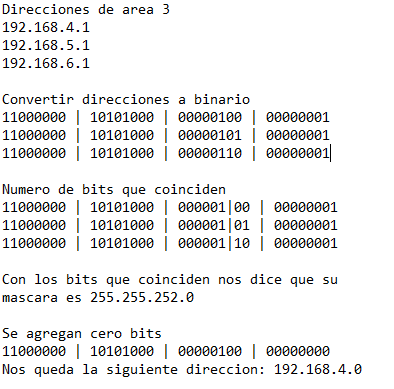 Direcciones de area 3
192.168.4.1
192.168.5.1
192.168.6.1
Convertir direcciones a binario
11000000 | 10101000 | 00000100 | 00000001
11000000 | 10101000 | 00000101 | 00000001
11000000 | 10101000 | 00000110 | 00000001
Numero de bits que coinciden
11000000 | 10101000 | 000001|00 | 00000001
11000000 | 10101000 | 000001|01 | 00000001
11000000 | 10101000 | 000001|10 | 00000001
Con los bits que coinciden nos dice que su
mascara es 255.255.252.0
Se agregan cero bits
11000000 | 10101000 | 00000100 | 00000000
Nos queda la siguiente direccion: 192.168.4.0